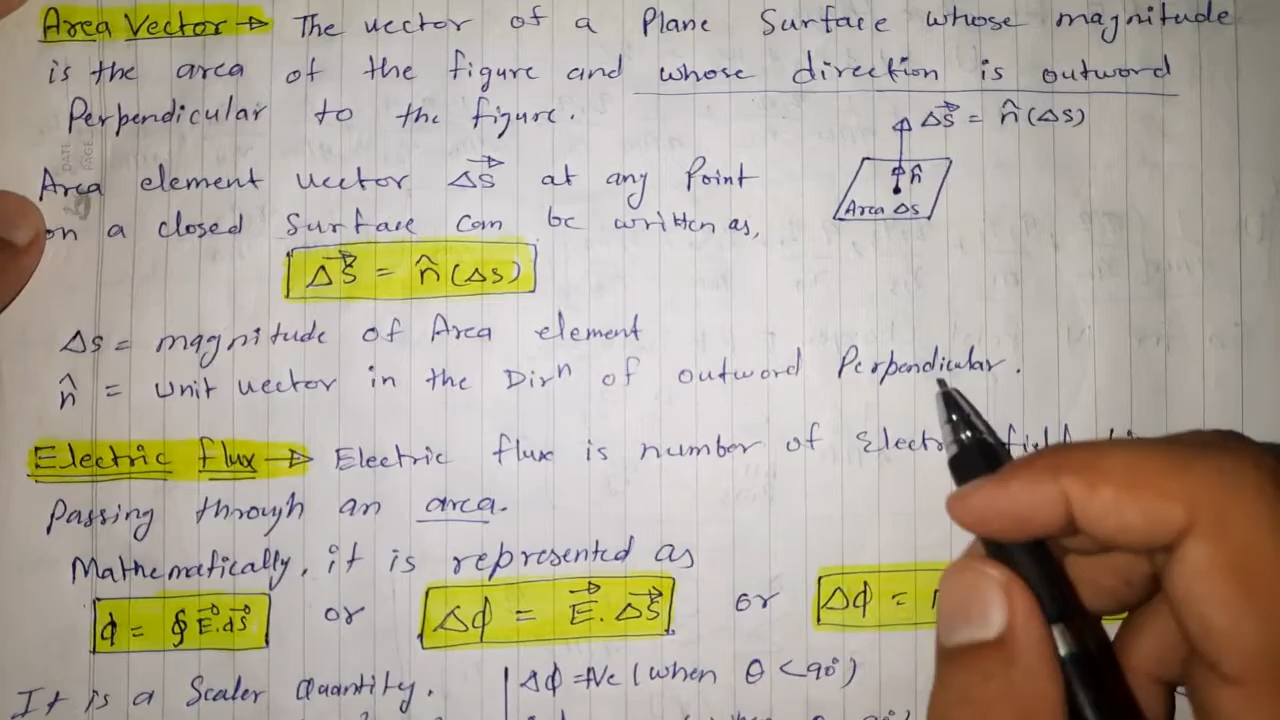 Area Vector → The vector of a Plane Surface whose magnitude
is the area of the figure and whose direction is outword
Perpendicular to the figure.
ΔS⃗ = n̂(ΔS)
n̂
Area ΔS
Area element vector ΔS⃗ at any Point
on a closed Surface can be written as,
ΔS⃗ = n̂(ΔS)
ΔS = magnitude of Area element
n̂ = Unit vector in the Dirⁿ of outword Perpendicular.
Electric flux → Electric flux is number of
Passing through an area.
Mathematically, it is represented as
ϕ = ∮ E⃗.dS⃗ or Δϕ = E⃗.ΔS⃗ or Δϕ =
It is a Scaler Quantity.
Δϕ = +Ve (when θ < 90°)
DATE
PAGE